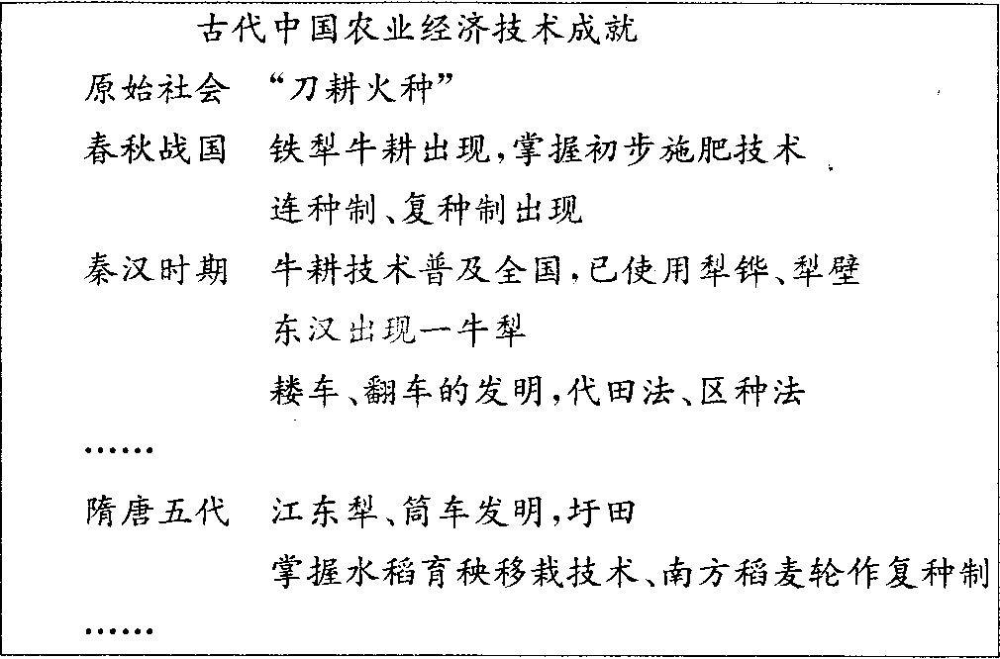 古代中国农业经济技术成就
原始社会 “刀耕火种”
春秋战国 铁犁牛耕出现,掌握初步施肥技术
连种制、复种制出现
秦汉时期 牛耕技术普及全国,已使用犁铧、犁壁
东汉出现一牛犁
耧车、翻车的发明,代田法、区种法
……
隋唐五代 江东犁、筒车发明,圩田
掌握水稻育秧移栽技术、南方稻麦轮作复种制
……